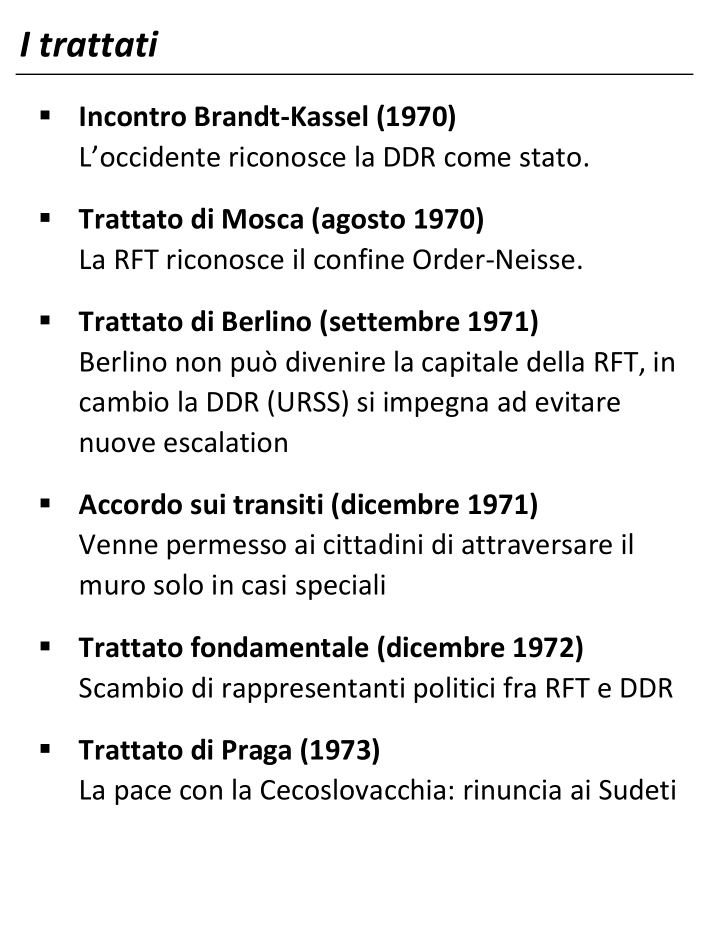 I trattati
▪ Incontro Brandt-Kassel (1970)
L’occidente riconosce la DDR come stato.
▪ Trattato di Mosca (agosto 1970)
La RFT riconosce il confine Order-Neisse.
▪ Trattato di Berlino (settembre 1971)
Berlino non può divenire la capitale della RFT, in
cambio la DDR (URSS) si impegna ad evitare
nuove escalation
▪ Accordo sui transiti (dicembre 1971)
Venne permesso ai cittadini di attraversare il
muro solo in casi speciali
▪ Trattato fondamentale (dicembre 1972)
Scambio di rappresentanti politici fra RFT e DDR
▪ Trattato di Praga (1973)
La pace con la Cecoslovacchia: rinuncia ai Sudeti